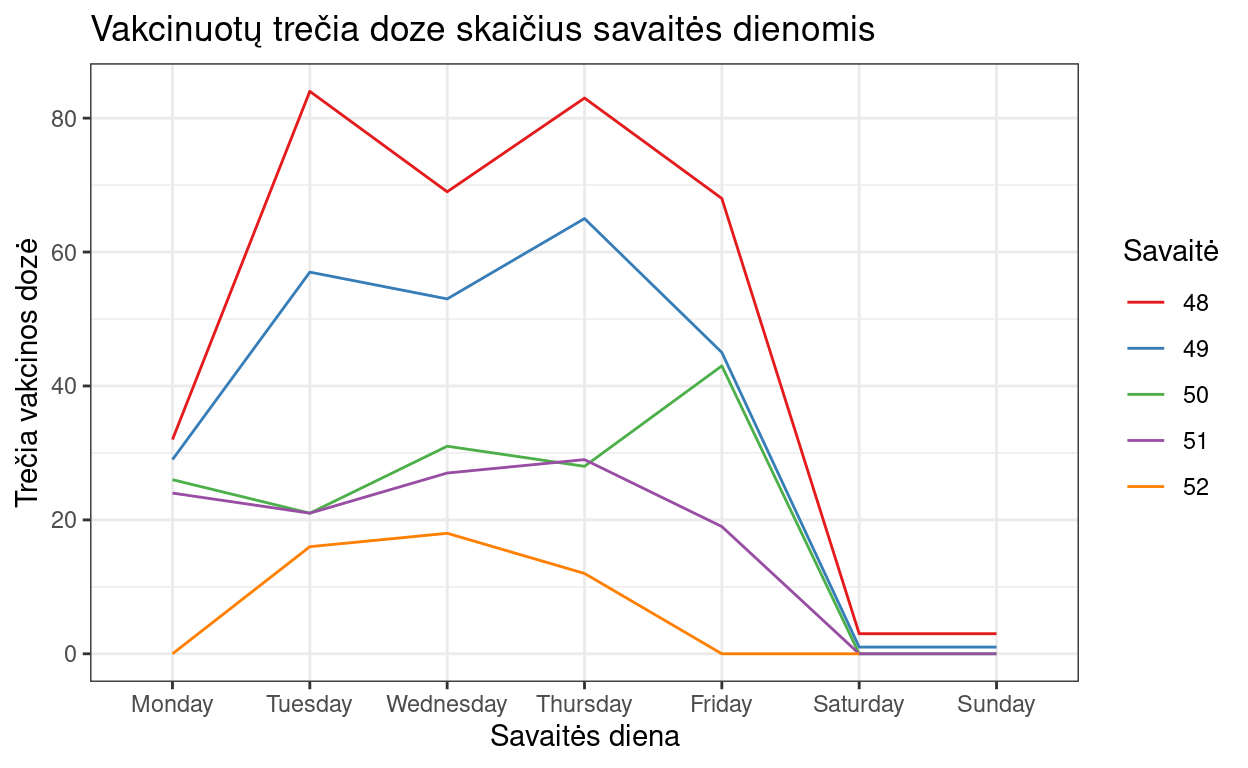 Vakcinuotų trečia doze skaičius savaitės dienomis
Trečia vakcinos dozė
80
60
40
20
0
Monday Tuesday Wednesday Thursday Friday Saturday Sunday
Savaitės diena
Savaitė
48
49
50
51
52